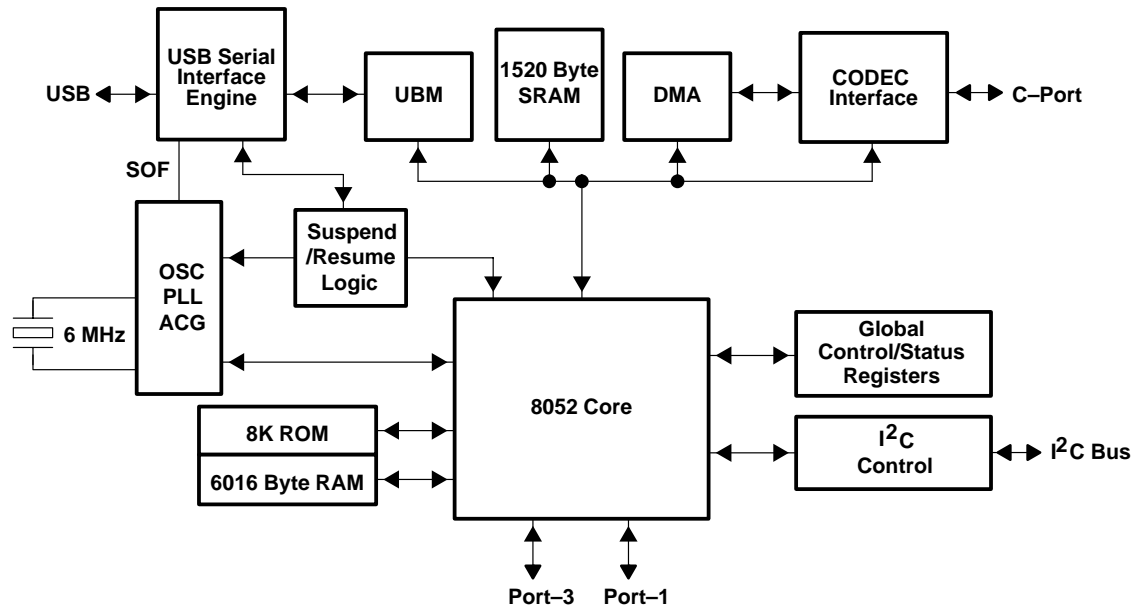 USB
USB Serial
Interface
Engine
UBM
1520 Byte
SRAM
DMA
CODEC
Interface
C–Port
SOF
OSC
PLL
ACG
6 MHz
Suspend
/Resume
Logic
8052 Core
Global
Control/Status
Registers
8K ROM
6016 Byte RAM
I²C
Control
I²C Bus
Port–3
Port–1